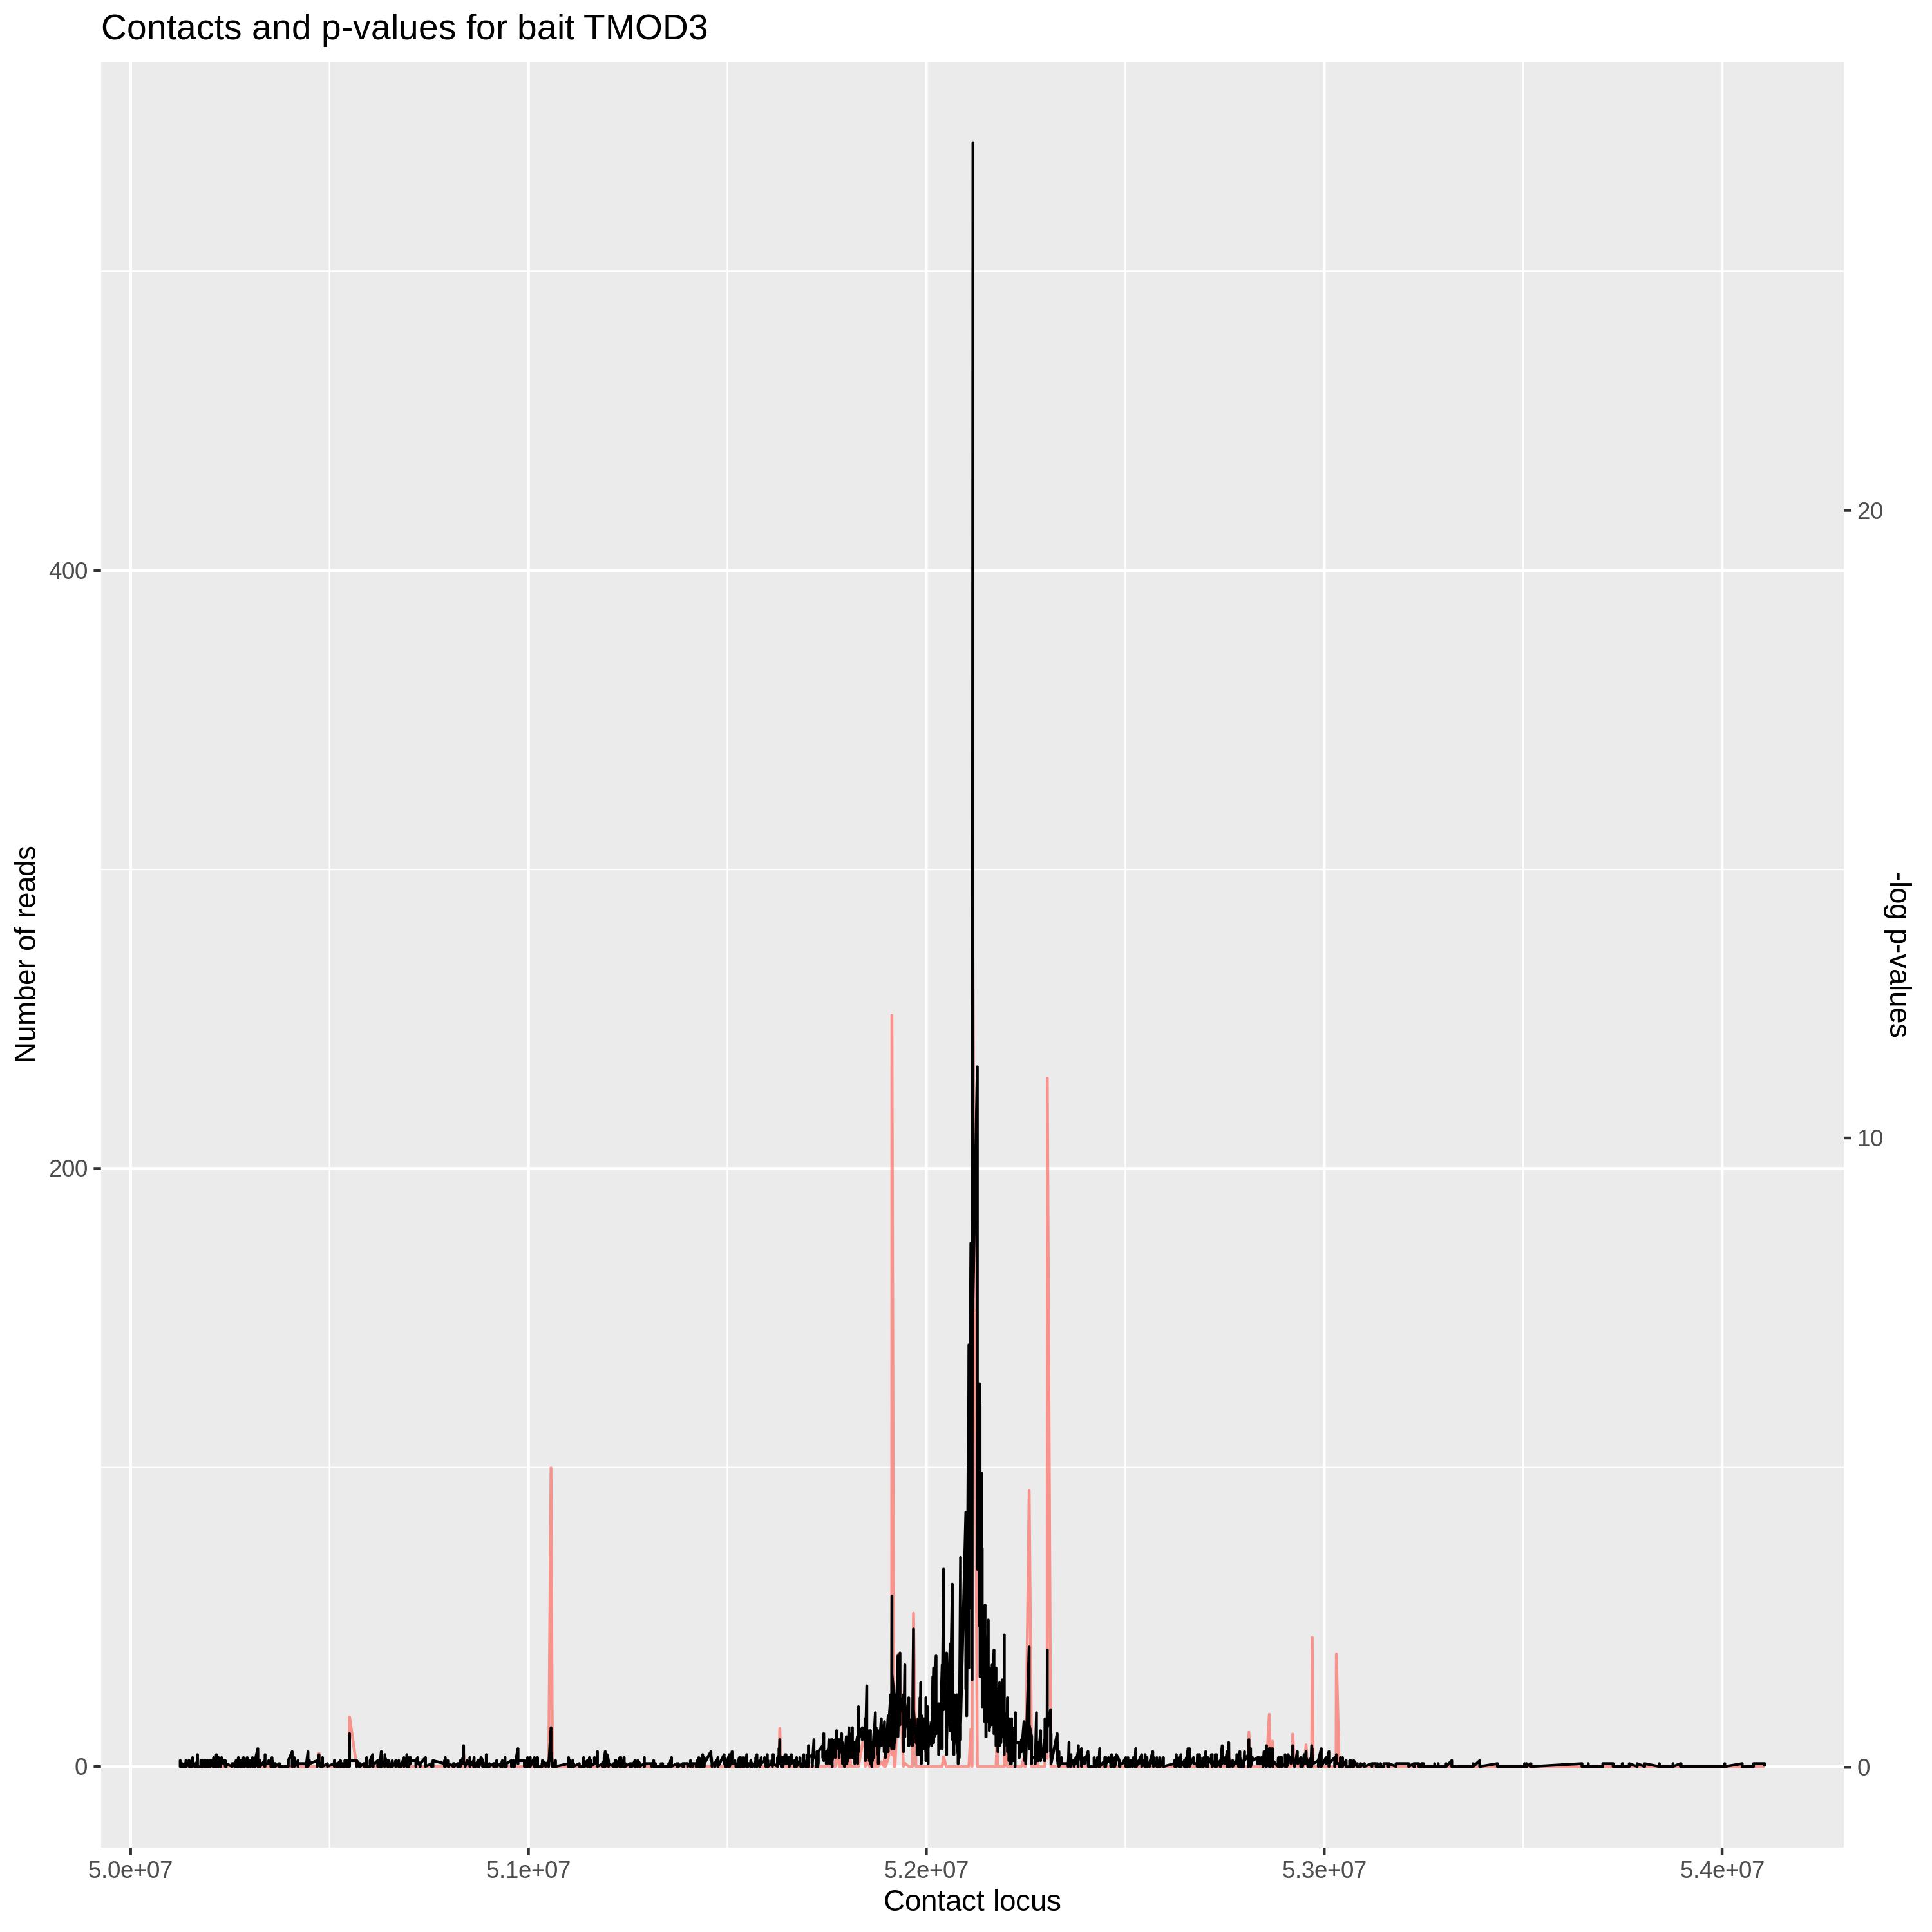 Contacts and p-values for bait TMOD3
Number of reads
400
200
0
20
10
0
-log p-values
5.0e+07
5.1e+07
5.2e+07
5.3e+07
5.4e+07
Contact locus